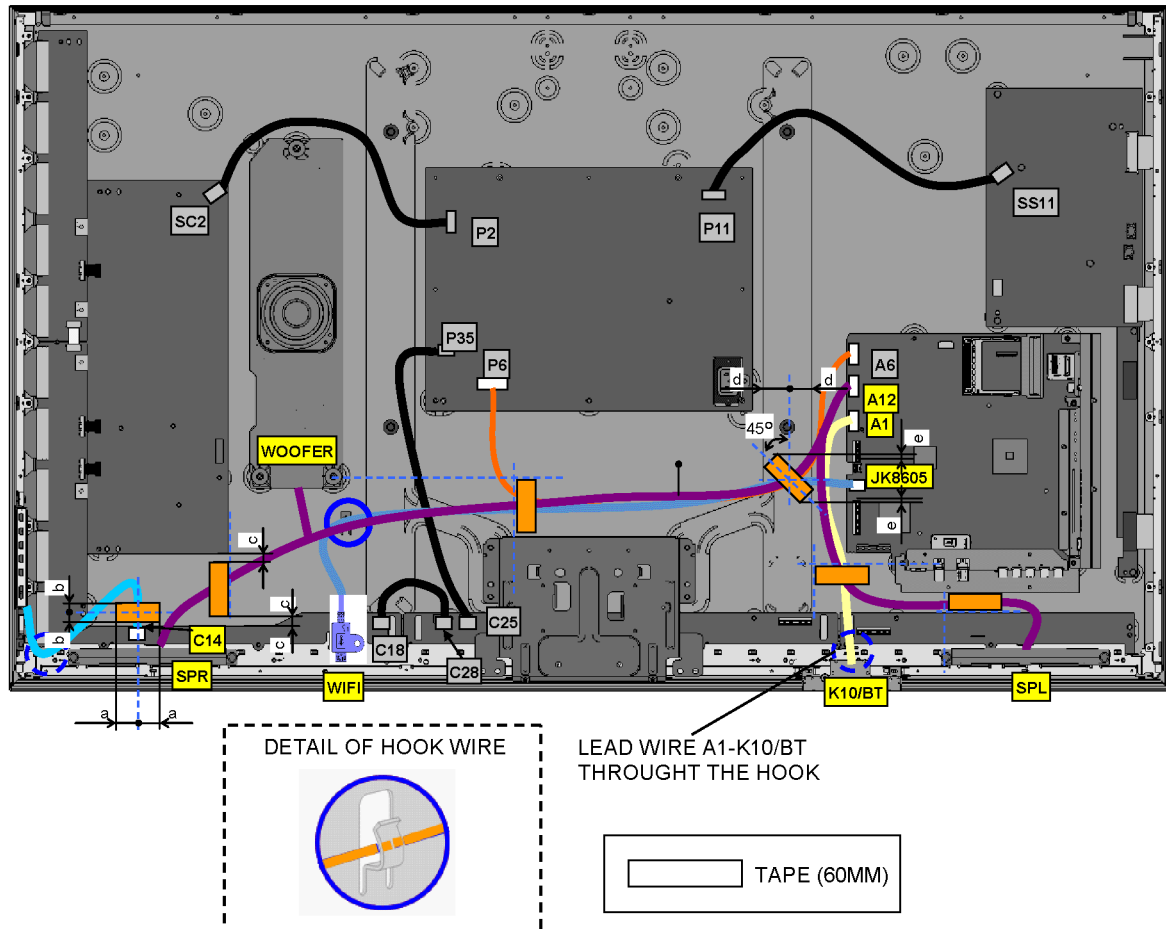 SC2
P2
P11
SS11
P35
P6
A6
d
d
A12
A1
45º
e
WOOFER
JK8605
e
c
b
c
C14
b
c
C25
C18
C28
SPR
WIFI
K10/BT
SPL
a
a
DETAIL OF HOOK WIRE
LEAD WIRE A1-K10/BT
THROUGHT THE HOOK
TAPE (60MM)